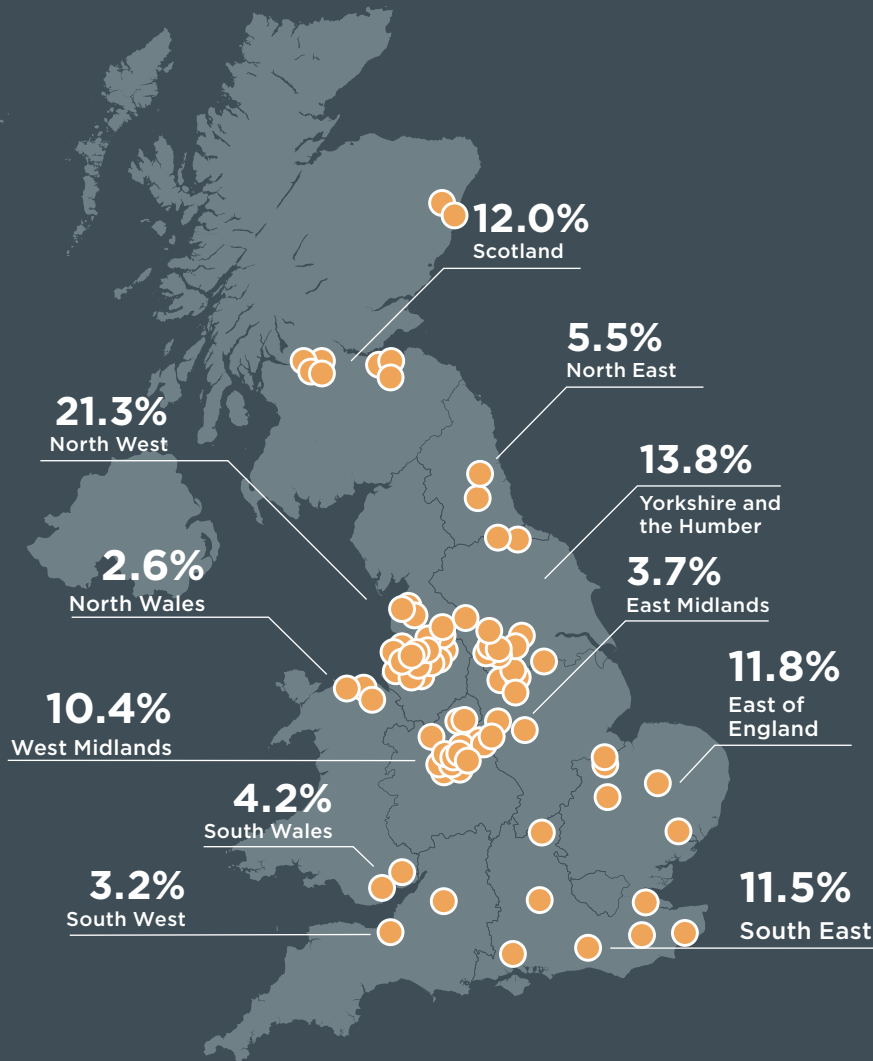 12.0%
Scotland
5.5%
North East
21.3%
North West
13.8%
Yorkshire and
the Humber
2.6%
North Wales
3.7%
East Midlands
11.8%
East of
England
10.4%
West Midlands
4.2%
South Wales
3.2%
South West
11.5%
South East